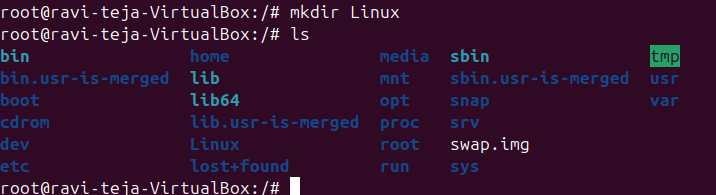 root@ravi-teja-VirtualBox:/# mkdir Linux
root@ravi-teja-VirtualBox:/# ls
bin home media sbin tmp
bin.usr-is-merged lib mnt sbin.usr-is-merged usr
boot lib64 opt snap var
cdrom lib.usr-is-merged proc srv
dev Linux root swap.img
etc lost+found run sys
root@ravi-teja-VirtualBox:/#